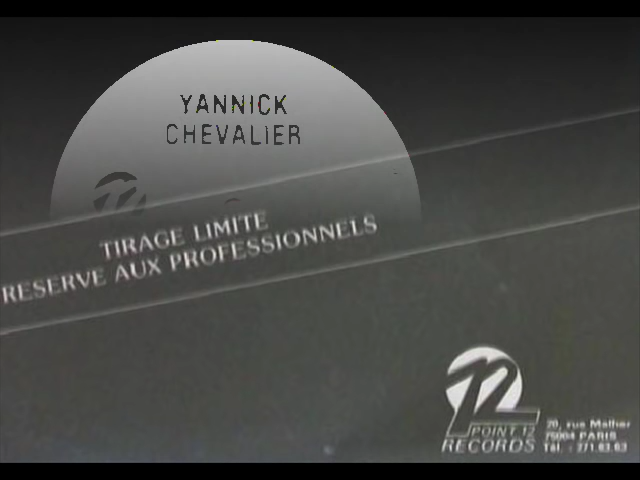 YANNICK
CHEVALIER
TIRAGE LIMITE
RESERVE AUX PROFESSIONNELS
12
POINT 12
RECORDS
20, rue Malher
75004 PARIS
Tél. : 271.63.63